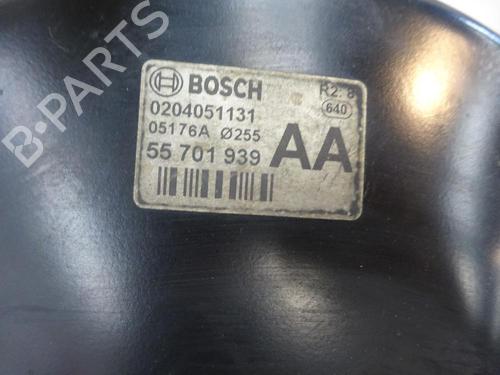 B-PARTS
BOSCH R2: 8
0204051131 640
05176A Ø255
55 701 939 AA